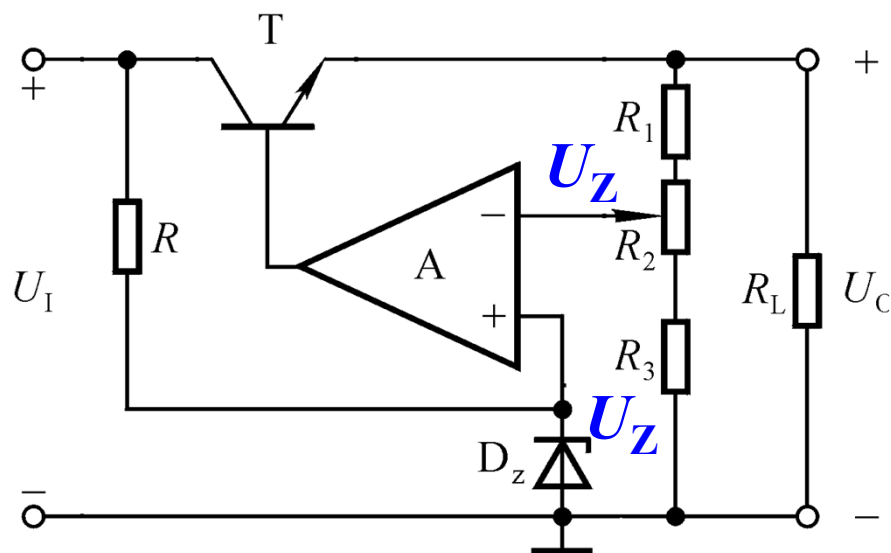 T
+
+
R₁
U_Z
−
R
R₂
A
U_I
R_L
U_O
+
R₃
U_Z
D_z
−
−